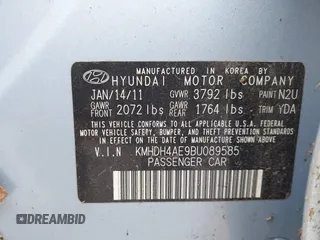 MANUFACTURED IN KOREA BY
HYUNDAI MOTOR COMPANY
JAN/14/11 GVWR 3792 lbs PAINT N2U
GAWR FRONT 2072 lbs GAWR REAR 1764 lbs TRIM YDA
THIS VEHICLE CONFORMS TO ALL APPLICABLE U.S. FEDERAL
MOTOR VEHICLE SAFETY, BUMPER, AND THEFT PREVENTION
STANDARDS IN EFFECT ON THE DATE OF MANUFACTURE
SHOWN ABOVE.
V.I.N KMHDH4AE9BU089585
PASSENGER CAR
© DREAMBID
DREAMBID.COM